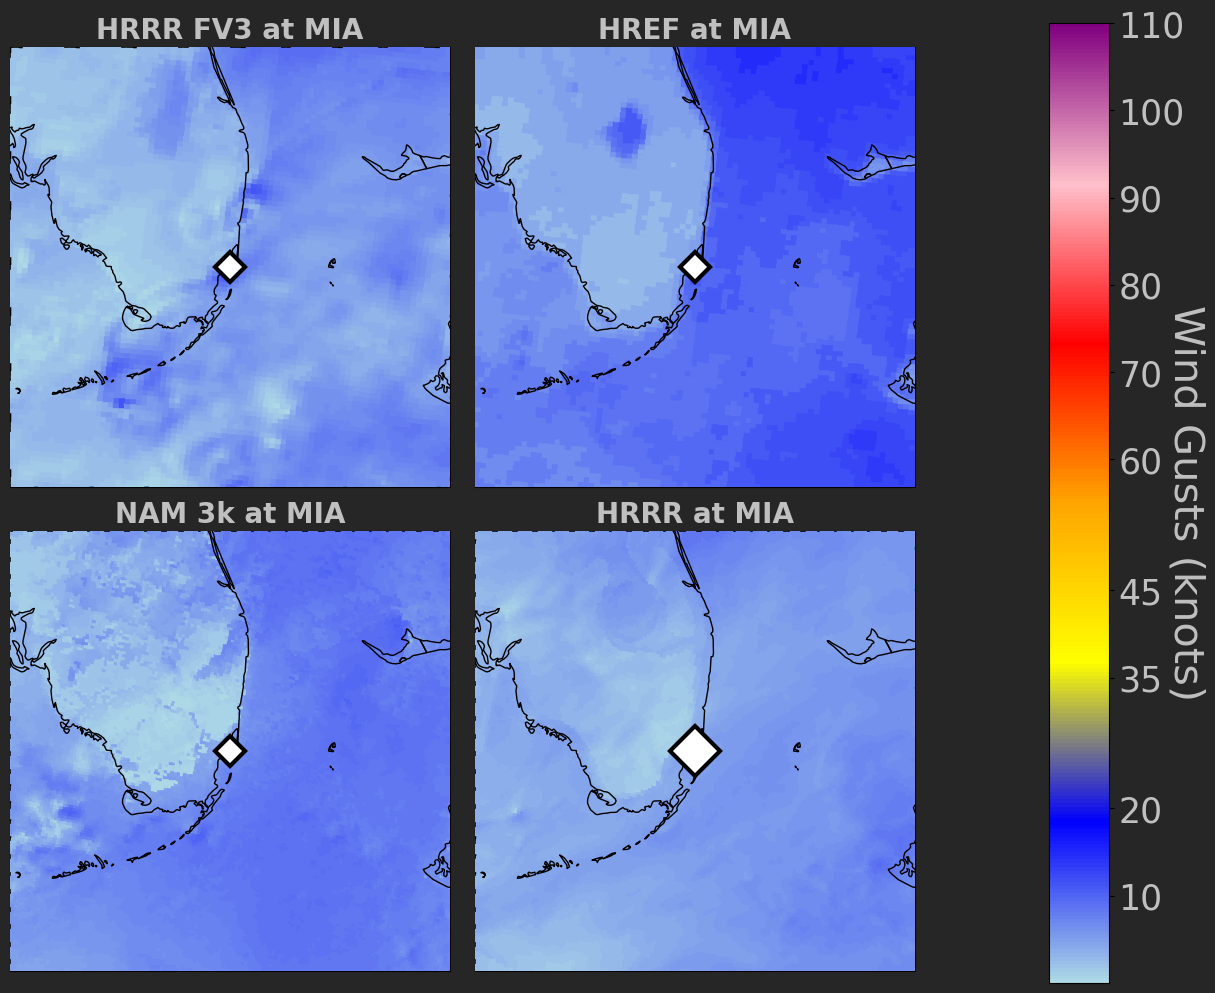 HRRR FV3 at MIA
HREF at MIA
NAM 3k at MIA
HRRR at MIA
110
100
90
80
70
60
45
35
20
10
Wind Gusts (knots)